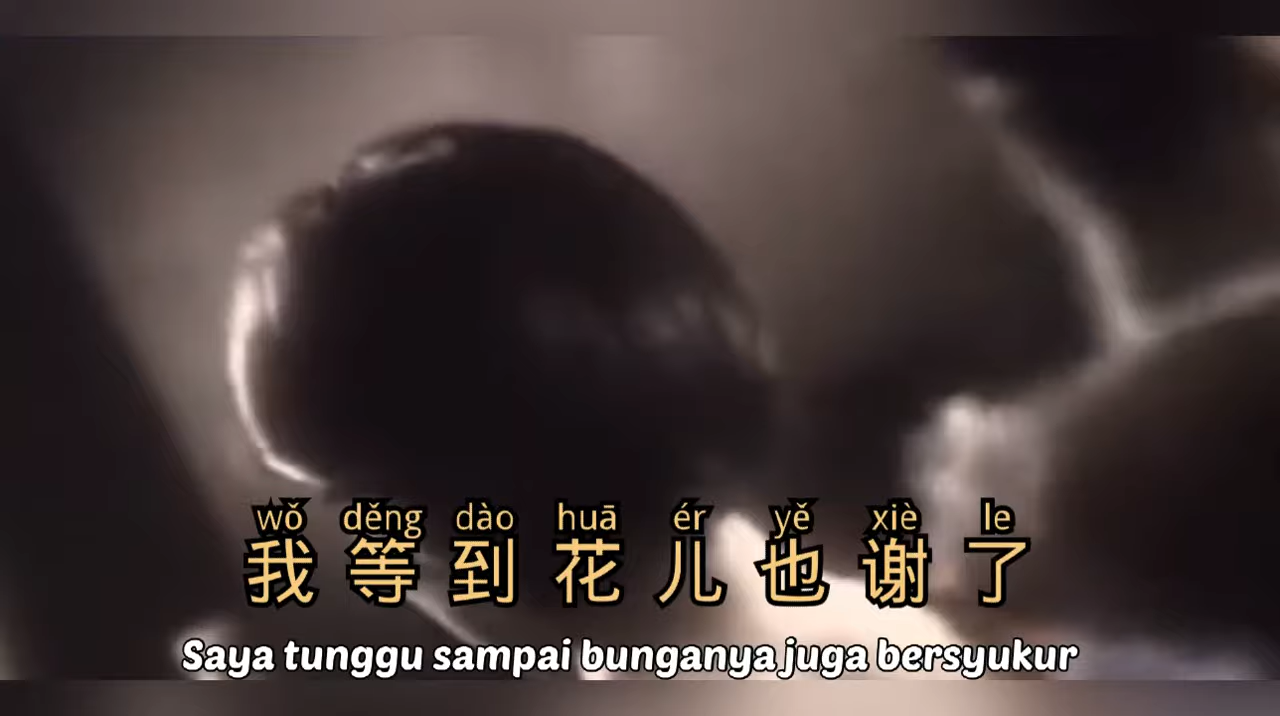 wǒ děng dào huā ér yě xiè le
我等到花儿也谢了
Saya tunggu sampai bunganya juga bersyukur